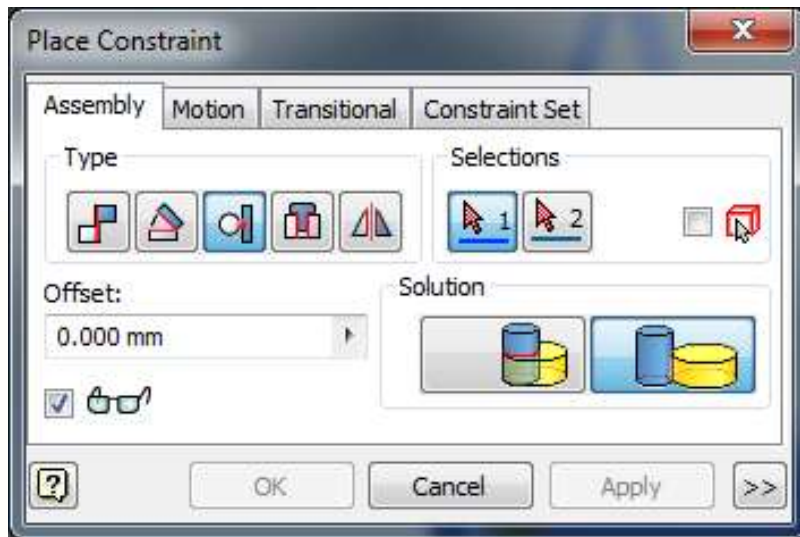 Place Constraint
Assembly Motion Transitional Constraint Set
Type Selections
1 2
Offset: Solution
0.000 mm
OK Cancel Apply >>